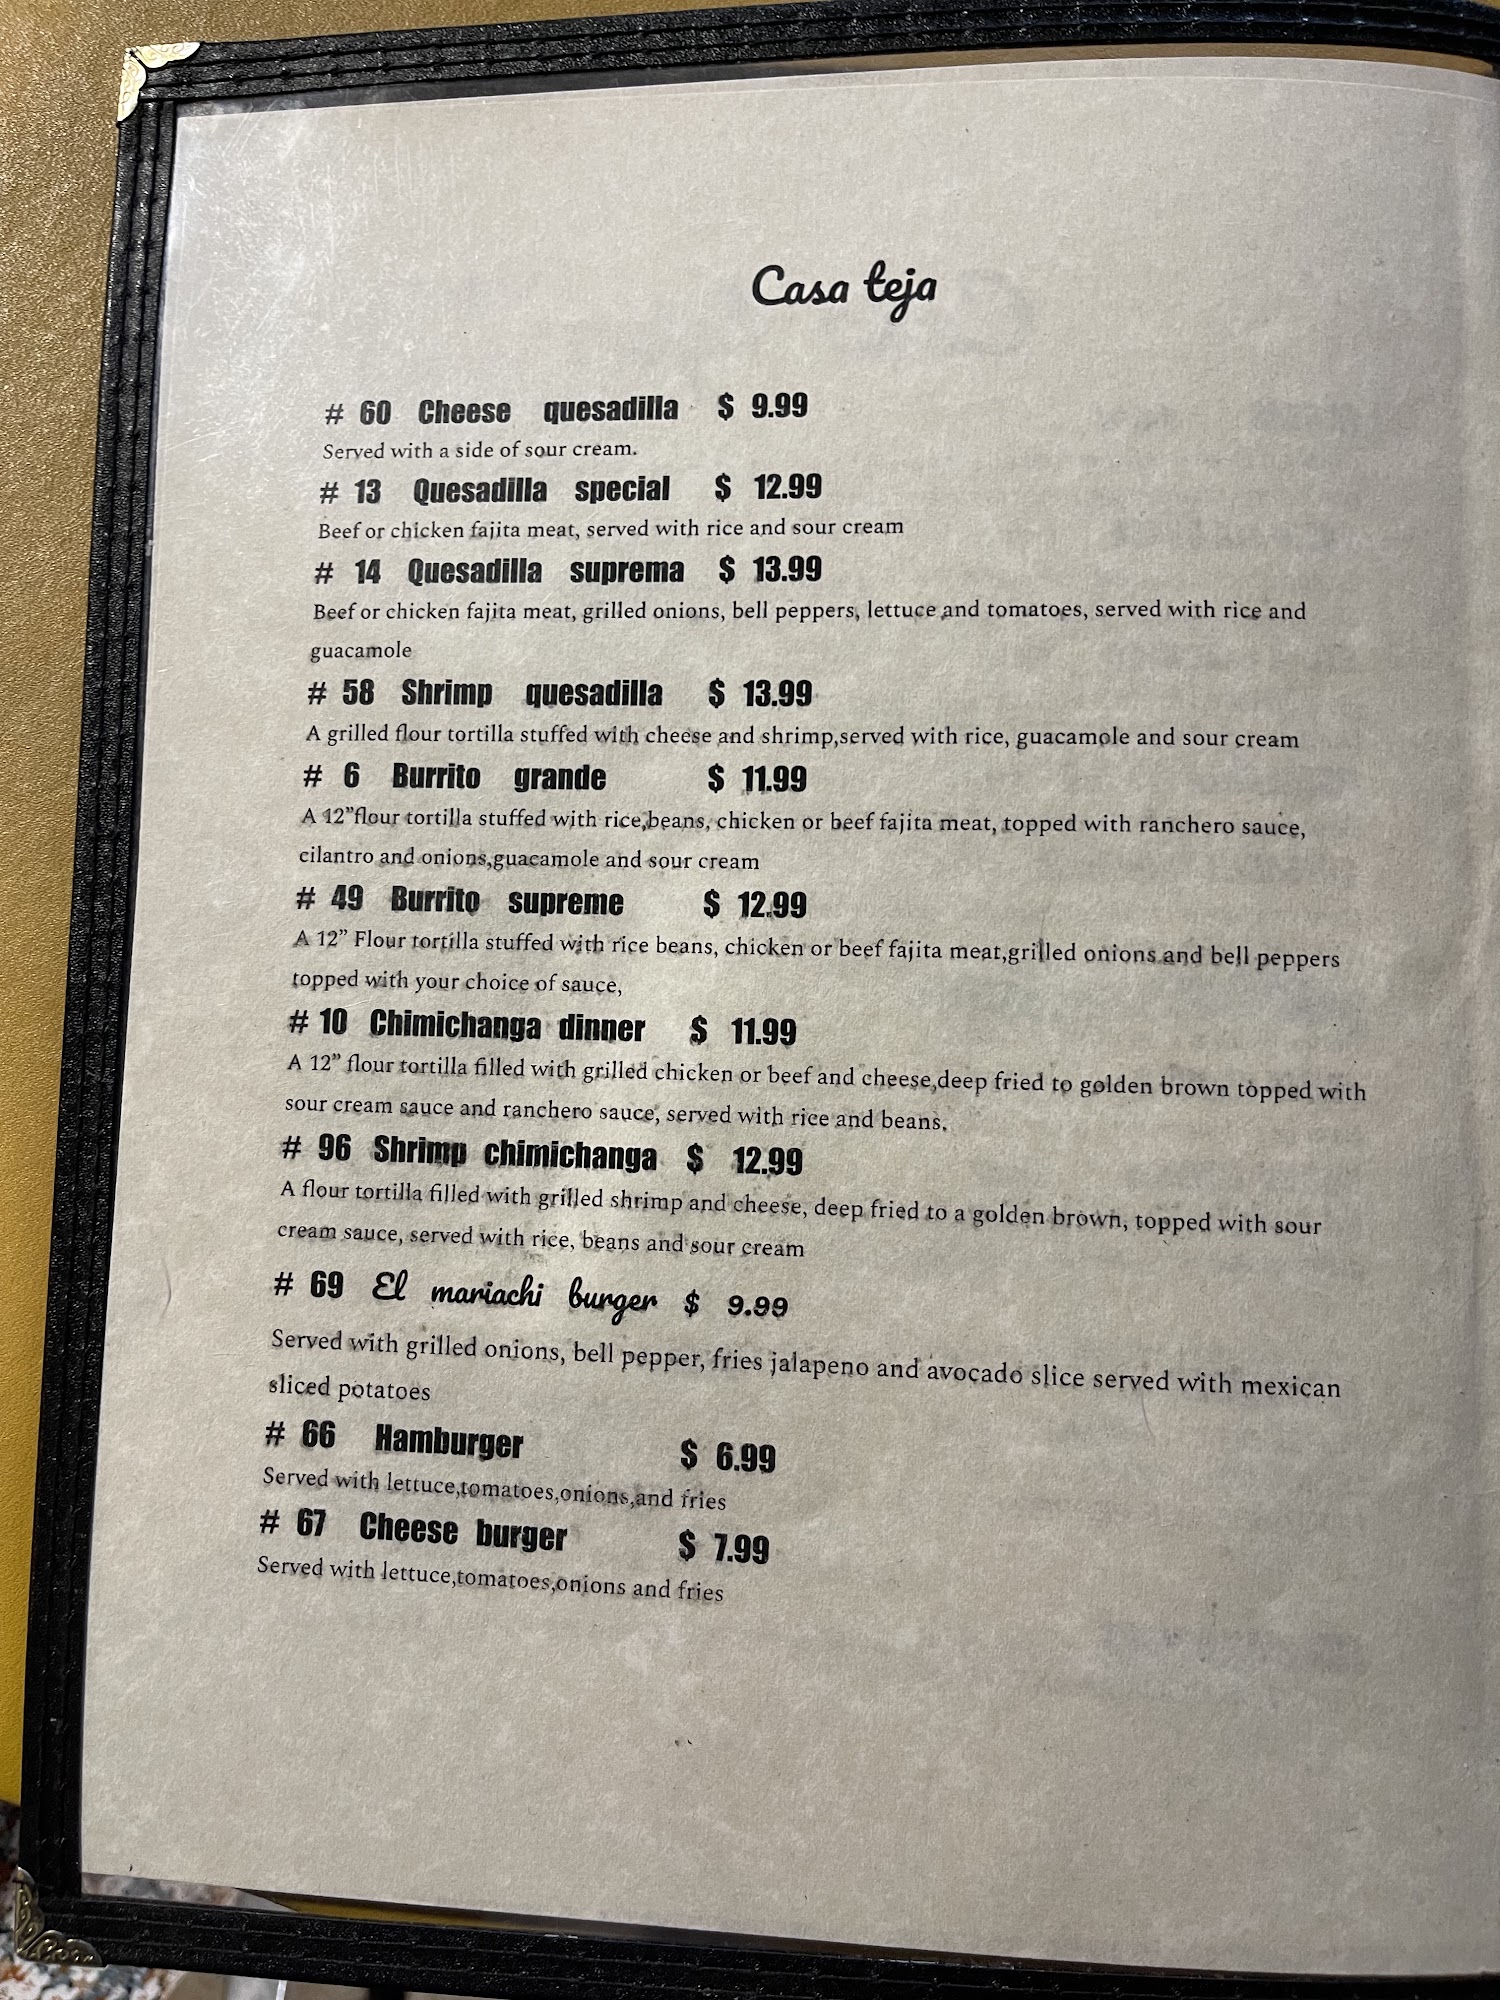 Casa teja
# 60 Cheese quesadilla $ 9.99
Served with a side of sour cream.
# 13 Quesadilla special $ 12.99
Beef or chicken fajita meat, served with rice and sour cream
# 14 Quesadilla suprema $ 13.99
Beef or chicken fajita meat, grilled onions, bell peppers, lettuce and tomatoes, served with rice and
guacamole
# 58 Shrimp quesadilla $ 13.99
A grilled flour tortilla stuffed with cheese and shrimp,served with rice, guacamole and sour cream
# 6 Burrito grande $ 11.99
A 12”flour tortilla stuffed with rice,beans, chicken or beef fajita meat, topped with ranchero sauce,
cilantro and onions,guacamole and sour cream
# 49 Burrito supreme $ 12.99
A 12” Flour tortilla stuffed with rice beans, chicken or beef fajita meat,grilled onions and bell peppers
topped with your choice of sauce,
# 10 Chimichanga dinner $ 11.99
A 12” flour tortilla filled with grilled chicken or beef and cheese,deep fried to golden brown topped with
sour cream sauce and ranchero sauce, served with rice and beans.
# 96 Shrimp chimichanga $ 12.99
A flour tortilla filled with grilled shrimp and cheese, deep fried to a golden brown, topped with sour
cream sauce, served with rice, beans and sour cream
# 69 El mariachi burger $ 9.99
Served with grilled onions, bell pepper, fries jalapeno and avocado slice served with mexican
sliced potatoes
# 66 Hamburger $ 6.99
Served with lettuce,tomatoes,onions,and fries
# 67 Cheese burger $ 7.99
Served with lettuce,tomatoes,onions and fries